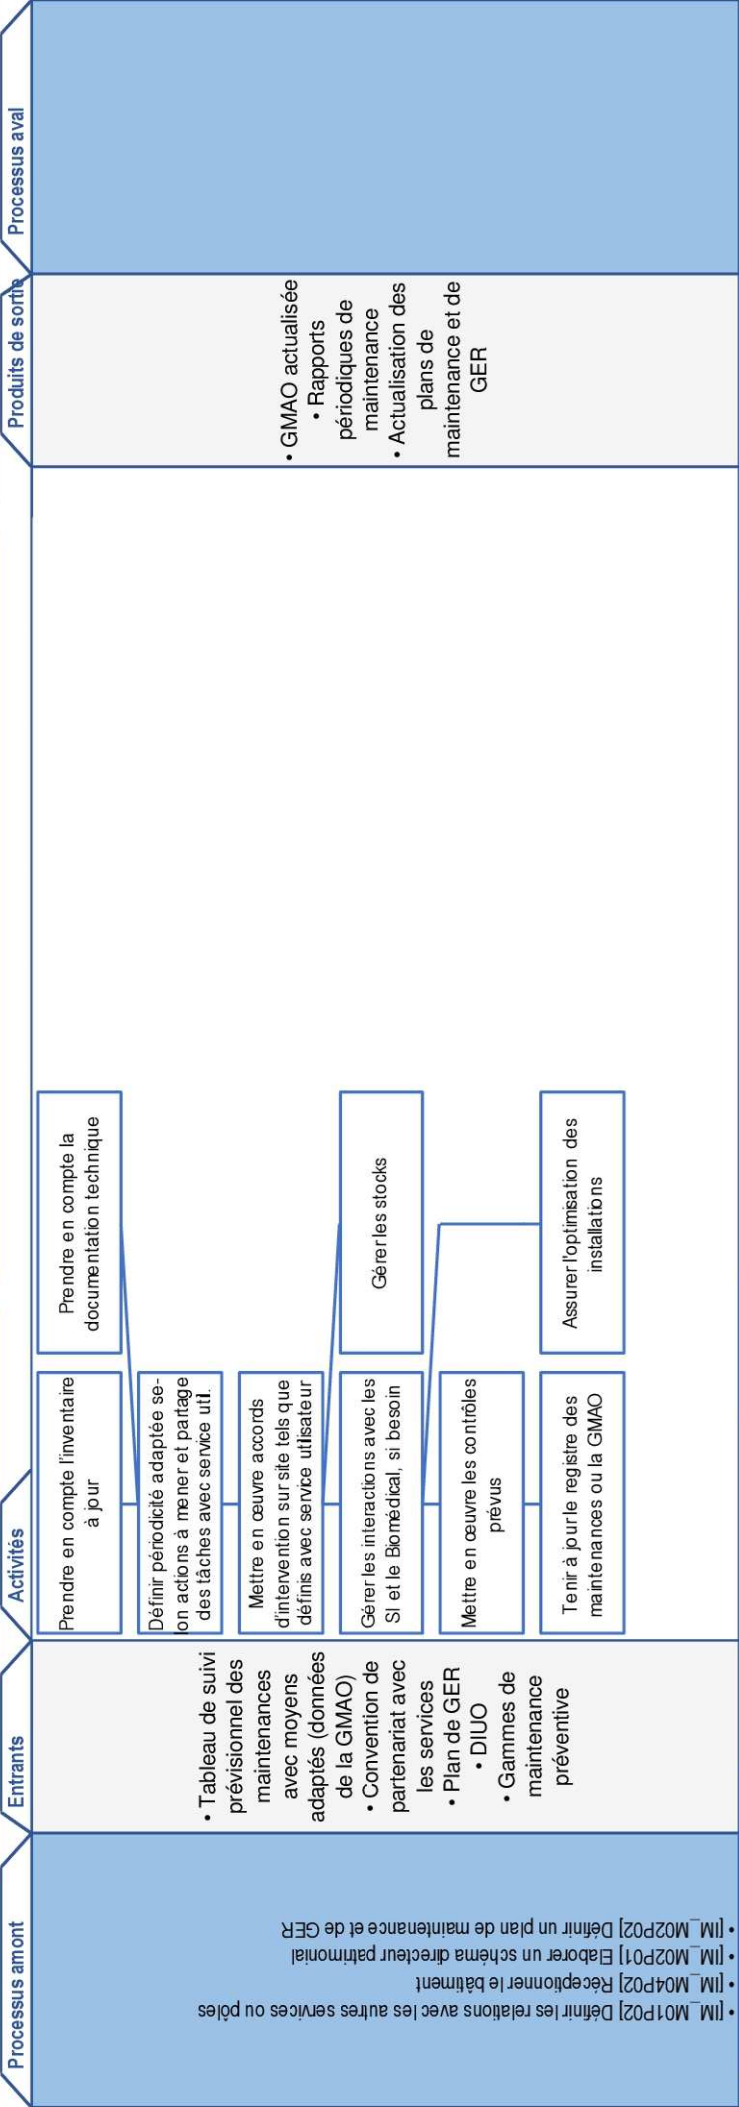 Processus amont
• [IM_M01P02] Définir les relations avec les autres services ou pôles
• [IM_M04P02] Réceptionner le bâtiment
• [IM_M02P01] Elaborer un schéma directeur patrimonial
• [IM_M02P02] Définir un plan de maintenance et de GER
Entrants
• Tableau de suivi
prévisionnel des
maintenances
avec moyens
adaptés (données
de la GMAO)
• Convention de
partenariat avec
les services
• Plan de GER
• DIUO
• Gammes de
maintenance
préventive
Activités
Prendre en compte l'inventaire
à jour
Prendre en compte la
documentation technique
Définir périodicité adaptée se-
lon actions à mener et partage
des tâches avec service uti.
Mettre en œuvre accords
d'intervention sur site tels que
définis avec service utilisateur
Gérer les interactions avec les
SI et le Biomédical, si besoin
Gérer les stocks
Mettre en œuvre les contrôles
prévus
Tenir à jour le registre des
maintenances ou la GMAO
Assurer l'optimisation des
installations
Produits de sortie
• GMAO actualisée
• Rapports
périodiques de
maintenance
• Actualisation des
plans de
maintenance et de
GER
Processus aval